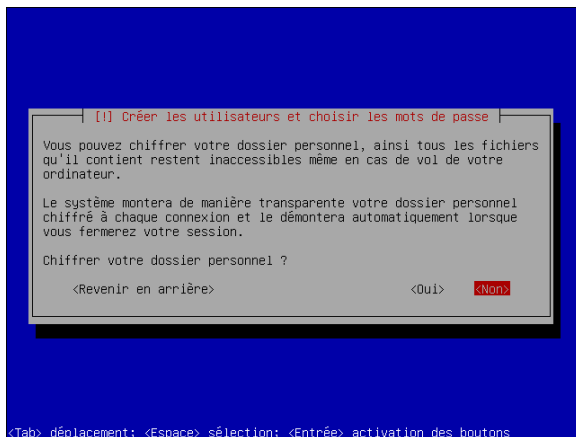 [!] Créer les utilisateurs et choisir les mots de passe
Vous pouvez chiffrer votre dossier personnel, ainsi tous les fichiers
qu'il contient restent inaccessibles même en cas de vol de votre
ordinateur.
Le système montera de manière transparente votre dossier personnel
chiffré à chaque connexion et le démontera automatiquement lorsque
vous fermerez votre session.
Chiffrer votre dossier personnel ?
<Revenir en arrière> <Oui> <Non>
<Tab> déplacement; <Espace> sélection; <Entrée> activation des boutons